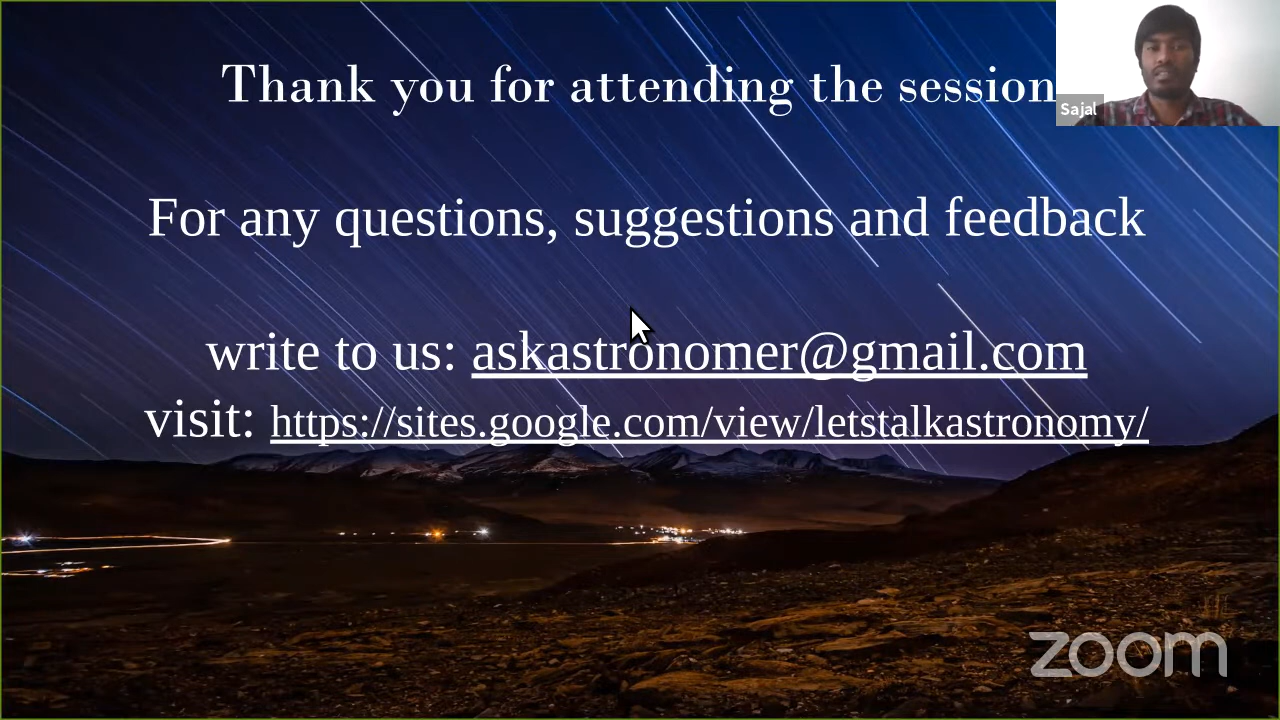 Thank you for attending the session
Sajal
For any questions, suggestions and feedback
write to us: askastronomer@gmail.com
visit: https://sites.google.com/view/letstalkastronomy/
zoom